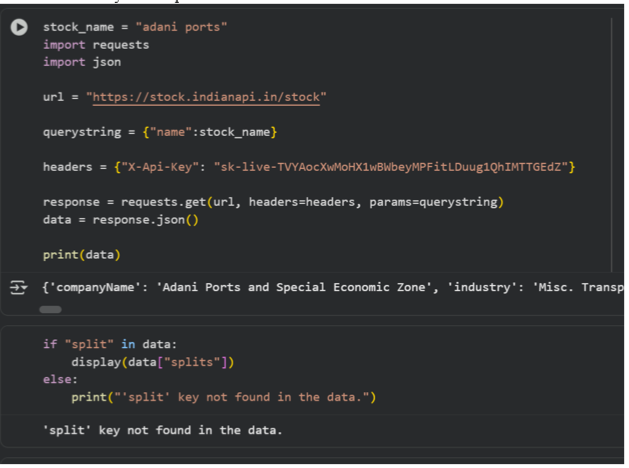 stock_name = "adani ports"
import requests
import json
url = "https://stock.indianapi.in/stock"
querystring = {"name":stock_name}
headers = {"X-Api-Key": "sk-live-TVYAocXwMoHX1wBWbeyMPFitLDuug1QhIMTTGEdZ"}
response = requests.get(url, headers=headers, params=querystring)
data = response.json()
print(data)
{'companyName': 'Adani Ports and Special Economic Zone', 'industry': 'Misc. Transp
if "split" in data:
    display(data["splits"])
else:
    print("'split' key not found in the data.")
'split' key not found in the data.